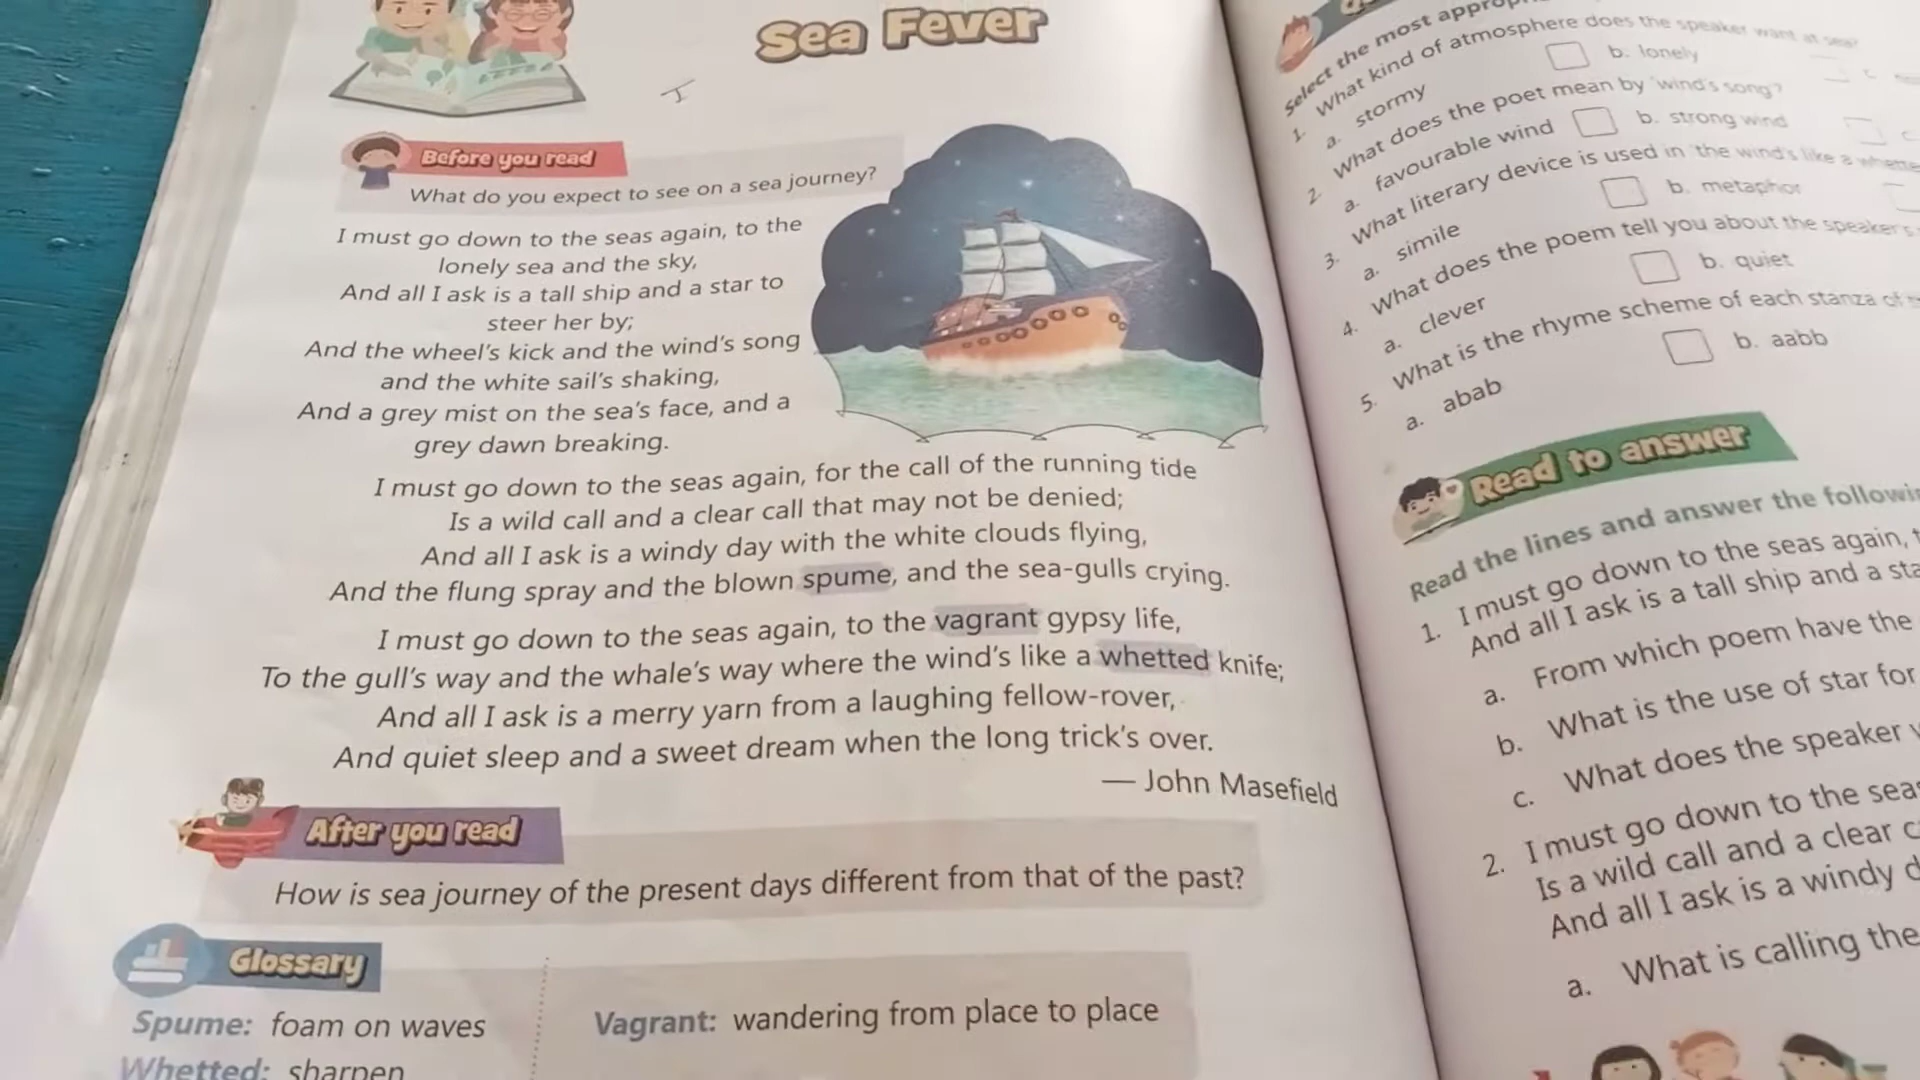 Sea Fever
Before you read
What do you expect to see on a sea journey?
I must go down to the seas again, to the
lonely sea and the sky,
And all I ask is a tall ship and a star to
steer her by;
And the wheel's kick and the wind's song
and the white sail's shaking,
And a grey mist on the sea's face, and a
grey dawn breaking.
I must go down to the seas again, for the call of the running tide
Is a wild call and a clear call that may not be denied;
And all I ask is a windy day with the white clouds flying,
And the flung spray and the blown spume, and the sea-gulls crying.
I must go down to the seas again, to the vagrant gypsy life,
To the gull's way and the whale's way where the wind's like a whetted knife;
And all I ask is a merry yarn from a laughing fellow-rover,
And quiet sleep and a sweet dream when the long trick's over.
— John Masefield
After you read
How is sea journey of the present days different from that of the past?
Glossary
Spume: foam on waves
Vagrant: wandering from place to place
Whetted: sharpen
Select the most
1. What kind of atmosphere does the speaker want at sea?
a. stormy b. lonely c.
2. What does the poet mean by 'wind's song'?
a. favourable wind b. strong wind c.
3. What literary device is used in 'the wind's like a
a. simile b. metaphor
4. What does the poem tell you about the speaker's
a. clever b. quiet
5. What is the rhyme scheme of each stanza of
a. abab b. aabb
Read to answer
Read the lines and answer the
1. I must go down to the seas again,
And all I ask is a tall ship and a
a. From which poem have the
b. What is the use of star for
c. What does the speaker
2. I must go down to the
Is a wild call and a clear
And all I ask is a windy
a. What is calling the